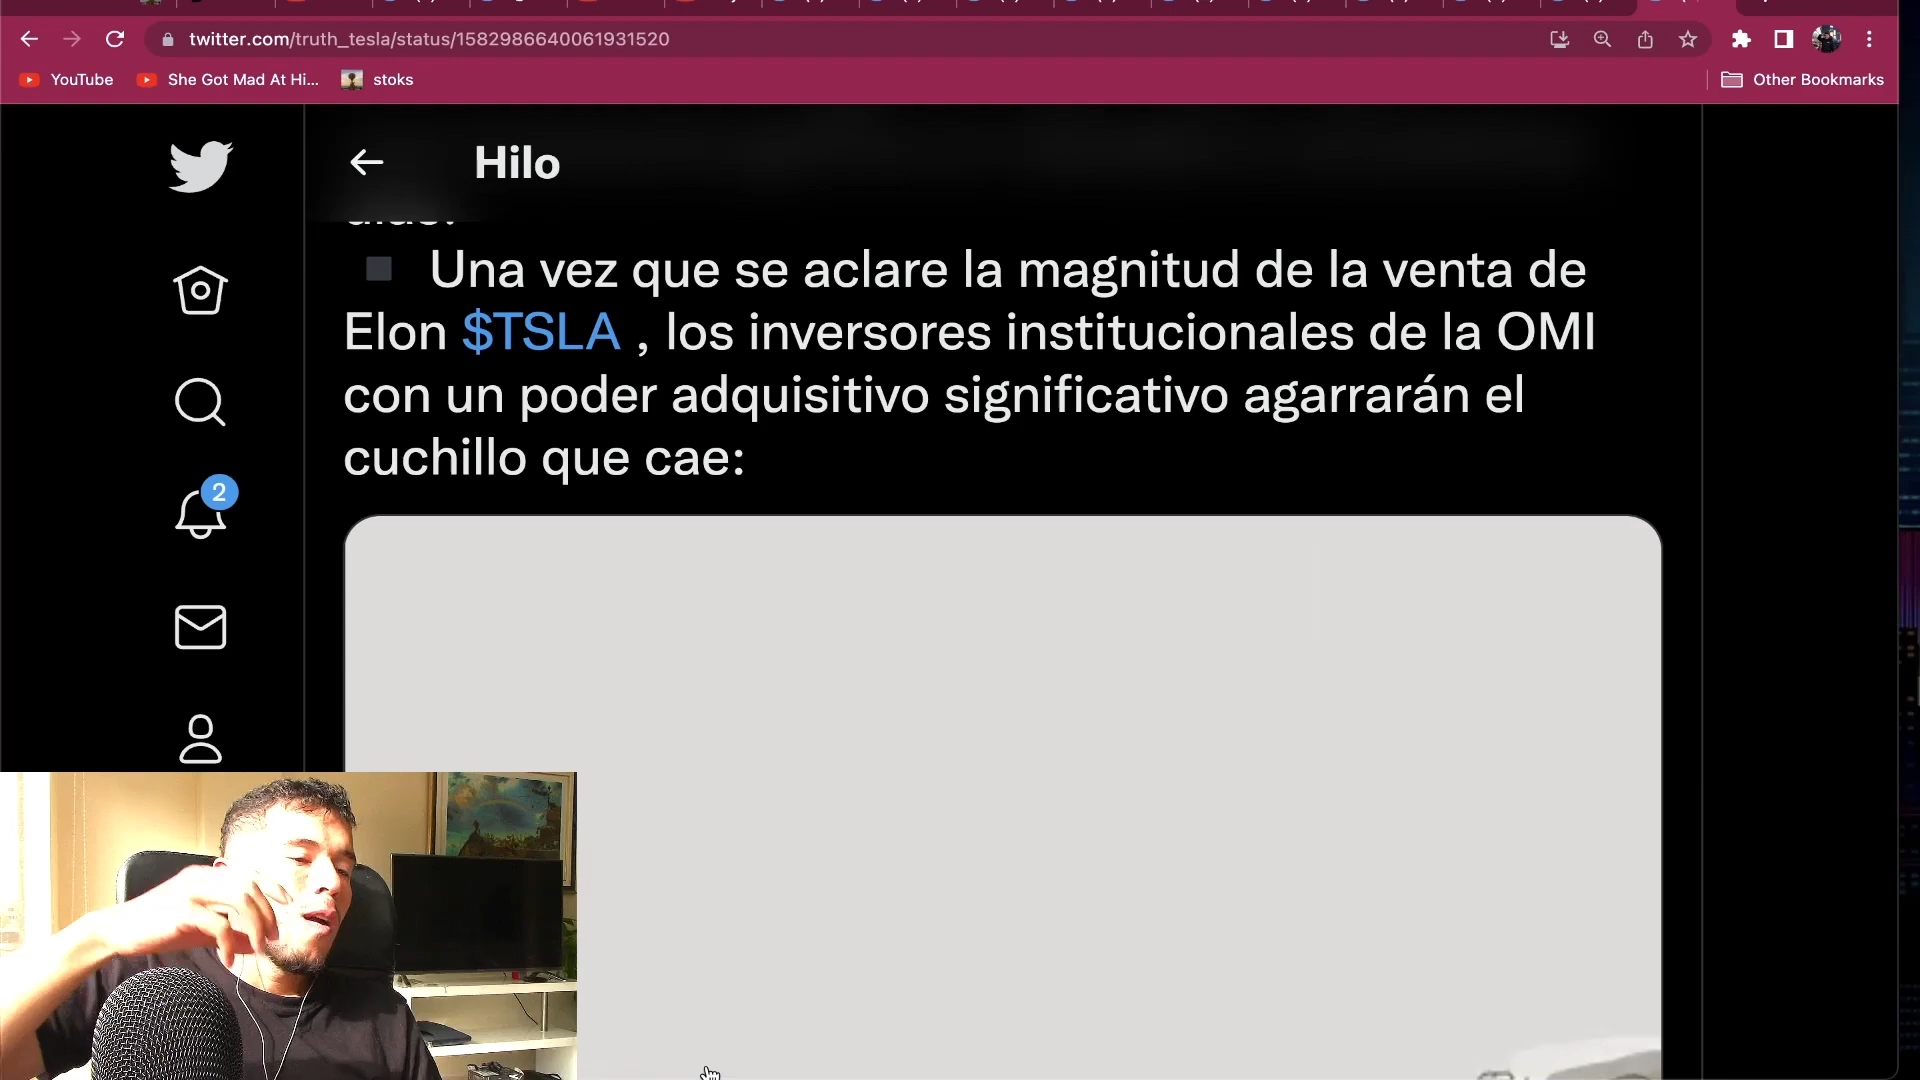 twitter.com/truth_tesla/status/1582986640061931520
YouTube She Got Mad At Hi... stoks Other Bookmarks
Hilo
días.
Una vez que se aclare la magnitud de la venta de
Elon $TSLA , los inversores institucionales de la OMI
con un poder adquisitivo significativo agarrarán el
cuchillo que cae:
2